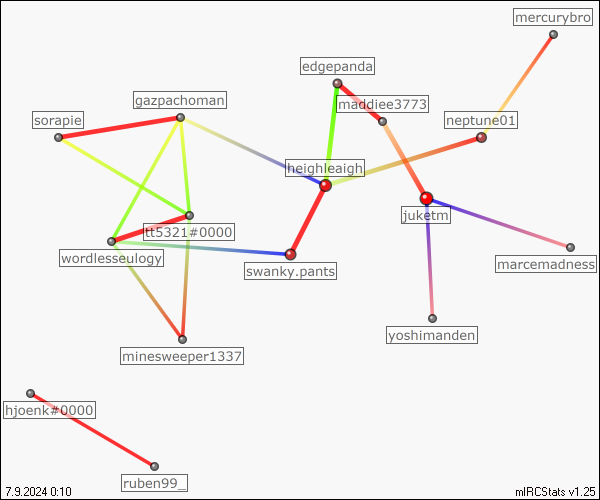 mercurybro
edgepanda
gazpachoman
maddiee3773
sorapie
neptune01
heighleaigh
juketm
tt5321#0000
wordlesseulogy
swanky.pants
marcemadness
yoshimanden
minesweeper1337
hjoenk#0000
ruben99_
7.9.2024 0:10
mIRCStats v1.25